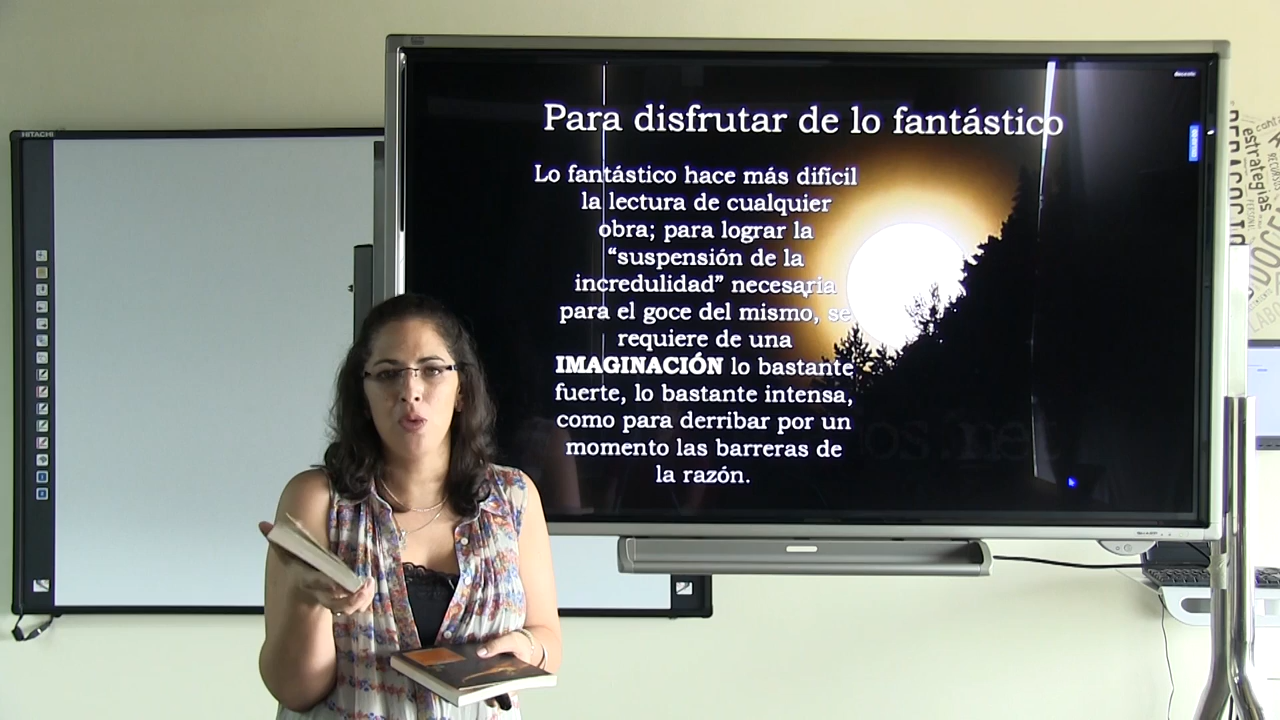 HITACHI
Para disfrutar de lo fantástico
Lo fantástico hace más difícil
la lectura de cualquier
obra; para lograr la
“suspensión de la
incredulidad” necesaria
para el goce del mismo, se
requiere de una
IMAGINACIÓN lo bastante
fuerte, lo bastante intensa,
como para derribar por un
momento las barreras de
la razón.
estrategias